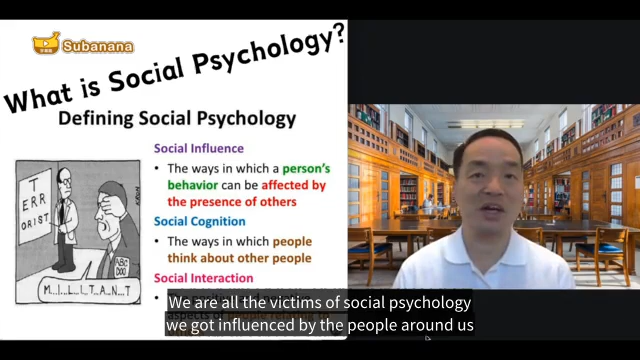 Subanana
What is Social Psychology?
Defining Social Psychology
Social Influence
• The ways in which a person's
behavior can be affected by
the presence of others
Social Cognition
• The ways in which people
think about other people
Social Interaction
T
ERR
ORIST
ABC
DOO
M...I...L...I...T...A...N...T
We are all the victims of social psychology
we got influenced by the people around us